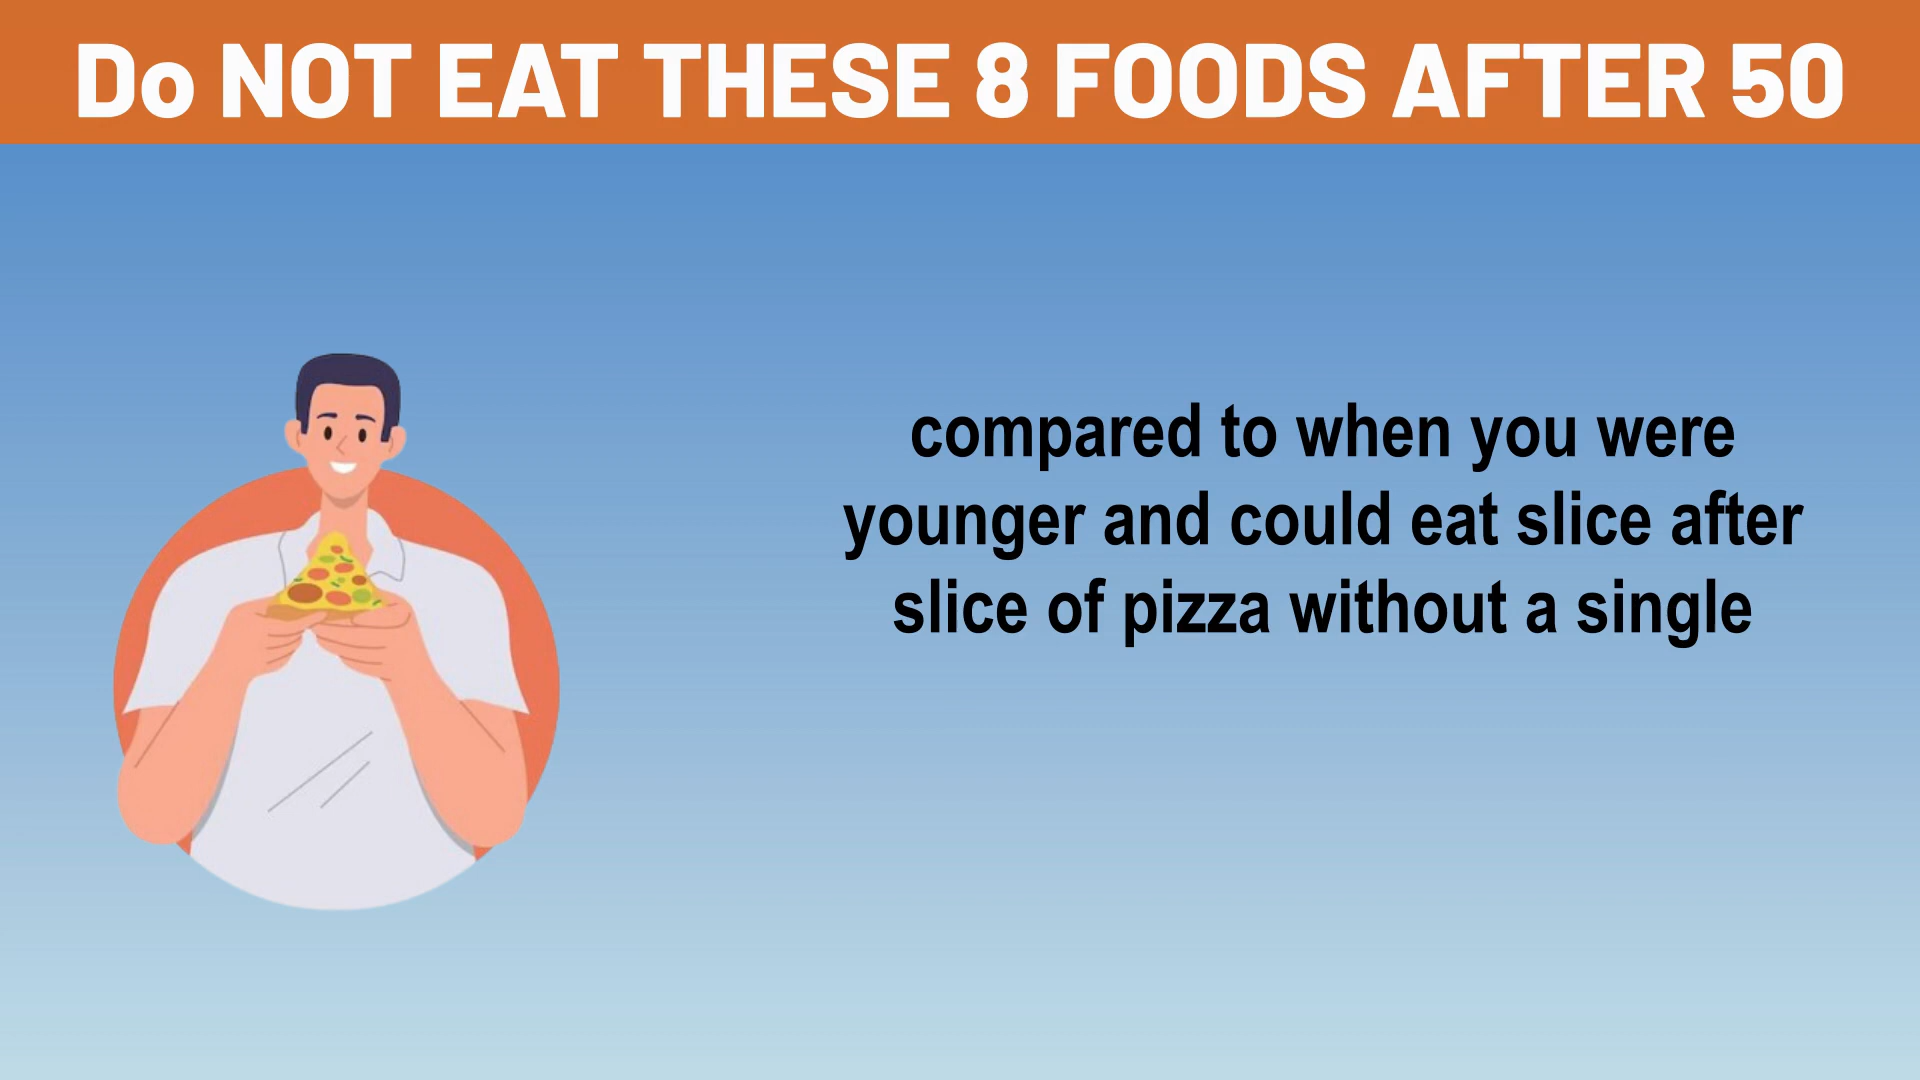 Do NOT EAT THESE 8 FOODS AFTER 50
compared to when you were
younger and could eat slice after
slice of pizza without a single